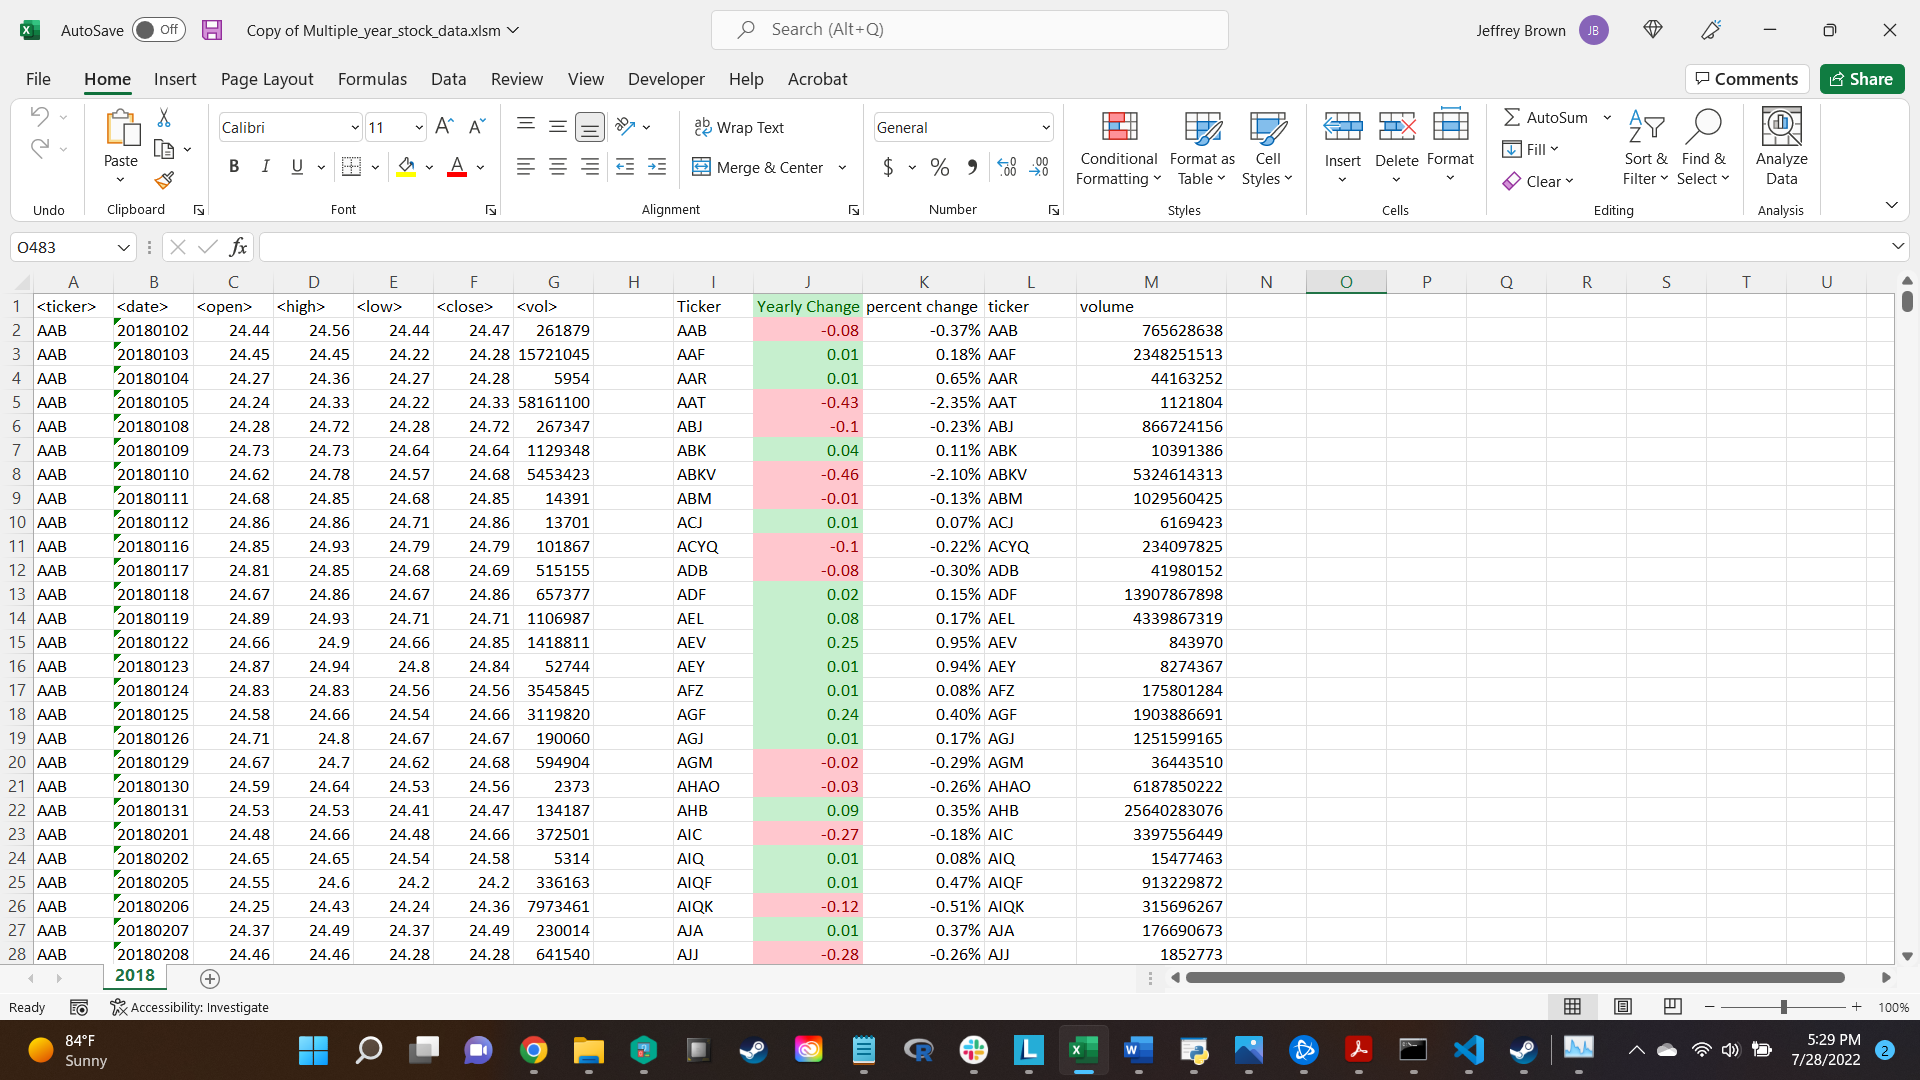 AutoSave Off Copy of Multiple_year_stock_data.xlsm Search (Alt+Q) Jeffrey Brown JB
File Home Insert Page Layout Formulas Data Review View Developer Help Acrobat Comments Share
Calibri 11 Wrap Text General AutoSum
Paste B I U Merge & Center $ % Conditional Formatting Format as Table Cell Styles Insert Delete Format Fill Clear Sort & Filter Find & Select Analyze Data
Undo Clipboard Font Alignment Number Styles Cells Editing Analysis
O483 fx
A B C D E F G H I J K L M N O P Q R S T U
1 <ticker> <date> <open> <high> <low> <close> <vol> Ticker Yearly Change percent change ticker volume
2 AAB 20180102 24.44 24.56 24.44 24.47 261879 AAB -0.08 -0.37% AAB 765628638
3 AAB 20180103 24.45 24.45 24.22 24.28 15721045 AAF 0.01 0.18% AAF 2348251513
4 AAB 20180104 24.27 24.36 24.27 24.28 5954 AAR 0.01 0.65% AAR 44163252
5 AAB 20180105 24.24 24.33 24.22 24.33 58161100 AAT -0.43 -2.35% AAT 1121804
6 AAB 20180108 24.28 24.72 24.28 24.72 267347 ABJ -0.1 -0.23% ABJ 866724156
7 AAB 20180109 24.73 24.73 24.64 24.64 1129348 ABK 0.04 0.11% ABK 10391386
8 AAB 20180110 24.62 24.78 24.57 24.68 5453423 ABKV -0.46 -2.10% ABKV 5324614313
9 AAB 20180111 24.68 24.85 24.68 24.85 14391 ABM -0.01 -0.13% ABM 1029560425
10 AAB 20180112 24.86 24.86 24.71 24.86 13701 ACJ 0.01 0.07% ACJ 6169423
11 AAB 20180116 24.85 24.93 24.79 24.79 101867 ACYQ -0.1 -0.22% ACYQ 234097825
12 AAB 20180117 24.81 24.85 24.68 24.69 515155 ADB -0.08 -0.30% ADB 41980152
13 AAB 20180118 24.67 24.86 24.67 24.86 657377 ADF 0.02 0.15% ADF 13907867898
14 AAB 20180119 24.89 24.93 24.71 24.71 1106987 AEL 0.08 0.17% AEL 4339867319
15 AAB 20180122 24.66 24.9 24.66 24.85 1418811 AEV 0.25 0.95% AEV 843970
16 AAB 20180123 24.87 24.94 24.8 24.84 52744 AEY 0.01 0.94% AEY 8274367
17 AAB 20180124 24.83 24.83 24.56 24.56 3545845 AFZ 0.01 0.08% AFZ 175801284
18 AAB 20180125 24.58 24.66 24.54 24.66 3119820 AGF 0.24 0.40% AGF 1903886691
19 AAB 20180126 24.71 24.8 24.67 24.67 190060 AGJ 0.01 0.17% AGJ 1251599165
20 AAB 20180129 24.67 24.7 24.62 24.68 594904 AGM -0.02 -0.29% AGM 36443510
21 AAB 20180130 24.59 24.64 24.53 24.56 2373 AHAO -0.03 -0.26% AHAO 6187850222
22 AAB 20180131 24.53 24.53 24.41 24.47 134187 AHB 0.09 0.35% AHB 25640283076
23 AAB 20180201 24.48 24.66 24.48 24.66 372501 AIC -0.27 -0.18% AIC 3397556449
24 AAB 20180202 24.65 24.65 24.54 24.58 5314 AIQ 0.01 0.08% AIQ 15477463
25 AAB 20180205 24.55 24.6 24.2 24.2 336163 AIQF 0.01 0.47% AIQF 913229872
26 AAB 20180206 24.25 24.43 24.24 24.36 7973461 AIQK -0.12 -0.51% AIQK 315696267
27 AAB 20180207 24.37 24.49 24.37 24.49 230014 AJA 0.01 0.37% AJA 176690673
28 AAB 20180208 24.46 24.46 24.28 24.28 641540 AJJ -0.28 -0.26% AJJ 1852773
2018
Ready Accessibility: Investigate 100%
84°F
Sunny
5:29 PM
7/28/2022
2